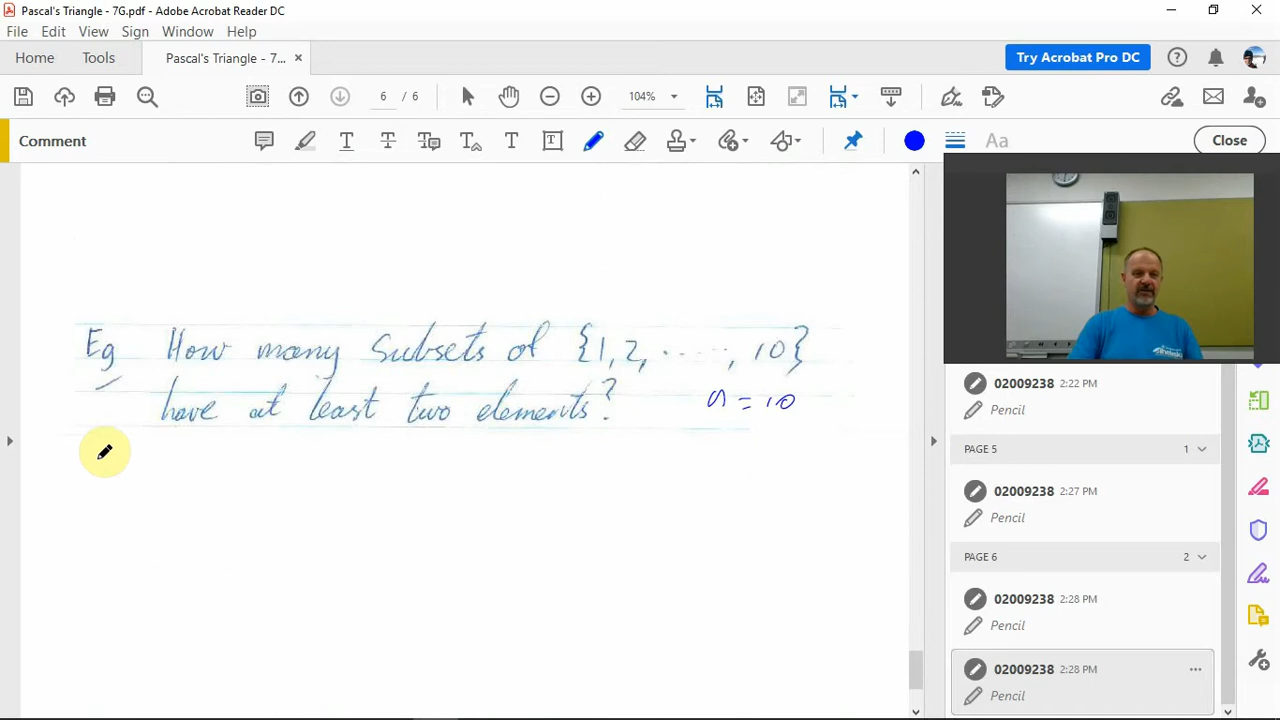 Pascal's Triangle - 7G.pdf - Adobe Acrobat Reader DC
File Edit View Sign Window Help
Home Tools Pascal's Triangle - 7... × Try Acrobat Pro DC
6 / 6 104%
Comment Aa Close
Eg How many subsets of {1, 2, ....., 10}
have at least two elements? n = 10
02009238 2:22 PM
Pencil
PAGE 5 1
02009238 2:27 PM
Pencil
PAGE 6 2
02009238 2:28 PM
Pencil
02009238 2:28 PM
Pencil